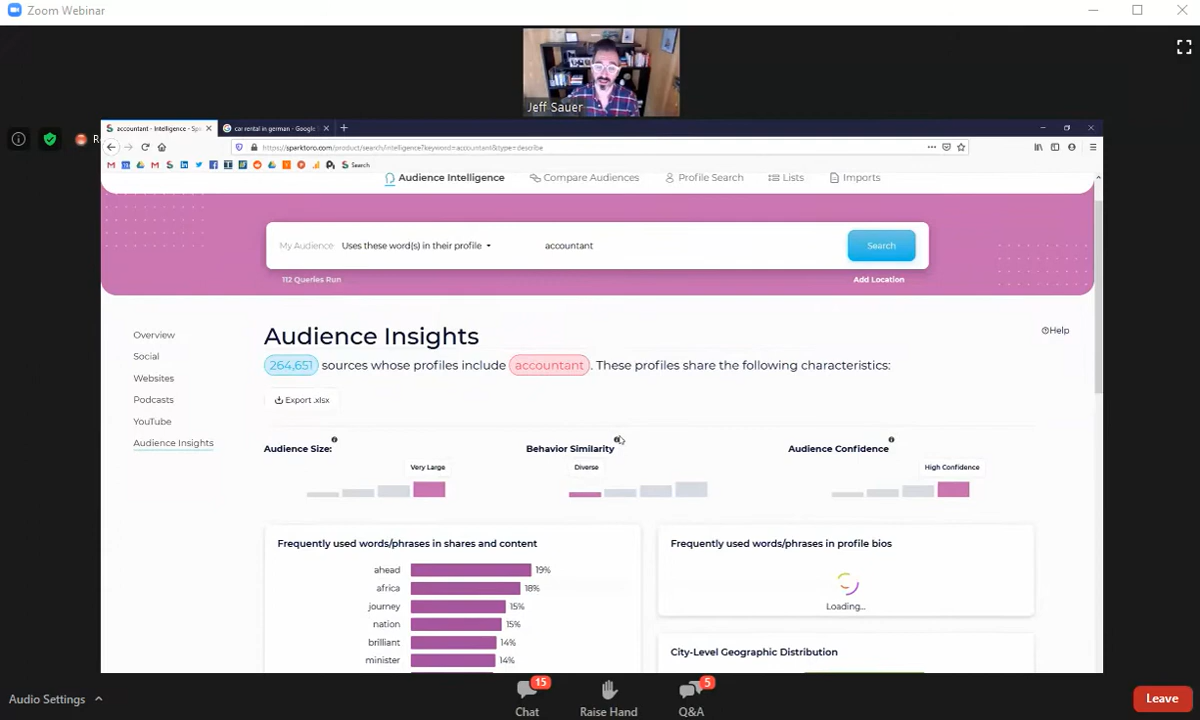 Zoom Webinar
Jeff Sauer
accountant - Intelligence - Sp
car rental in german - Google
R
https://sparktoro.com/product/search/intelligence?keyword=accountant&type=describe
Search
Audience Intelligence
Compare Audiences
Profile Search
Lists
Imports
My Audience Uses these word(s) in their profile
accountant
Search
112 Queries Run
Add Location
Overview
Social
Websites
Podcasts
YouTube
Audience Insights
Audience Insights
Help
264,651 sources whose profiles include accountant. These profiles share the following characteristics:
Export .xlsx
Audience Size:
Very Large
Behavior Similarity
Diverse
Audience Confidence
High Confidence
Frequently used words/phrases in shares and content
ahead 19%
africa 18%
journey 15%
nation 15%
brilliant 14%
minister 14%
Frequently used words/phrases in profile bios
Loading...
City-Level Geographic Distribution
Audio Settings
15
Chat
Raise Hand
5
Q&A
Leave